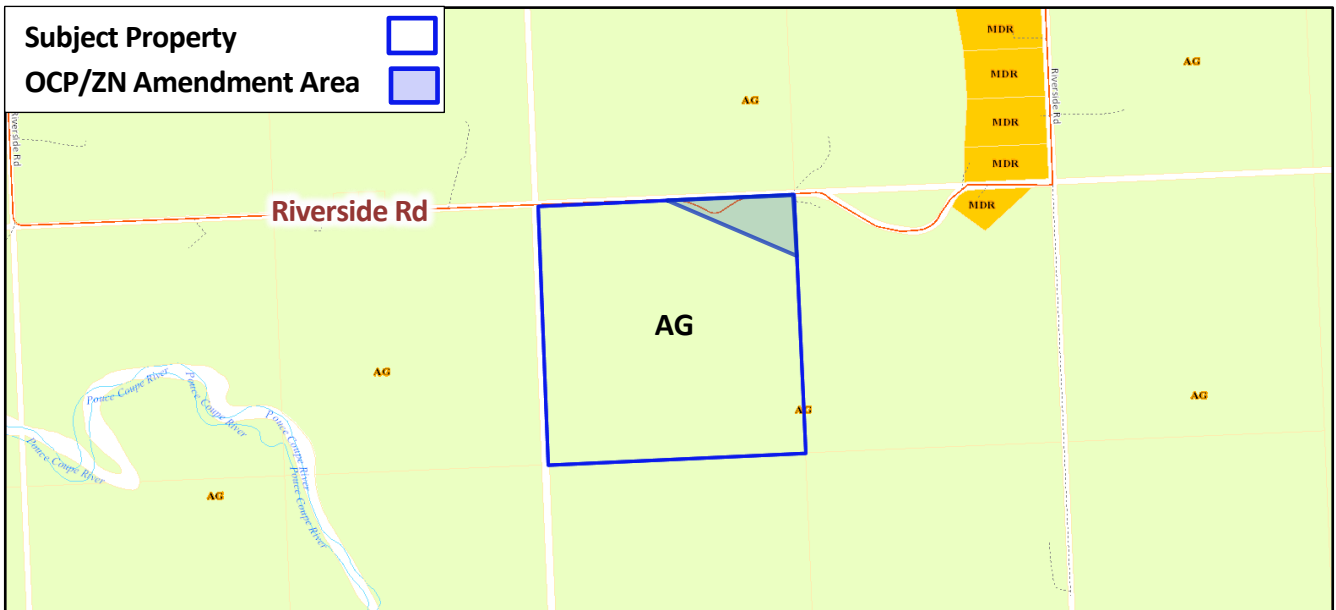 Subject Property
OCP/ZN Amendment Area
MDR
AG
MDR
Riverside Rd
AG
Riverside Rd
MDR
MDR
Riverside Rd
MDR
AG
AG
Pouce Coupe River
Pouce Coupe River
AG
AG
Pouce Coupe River
Pouce Coupe River
Pouce Coupe River
AG